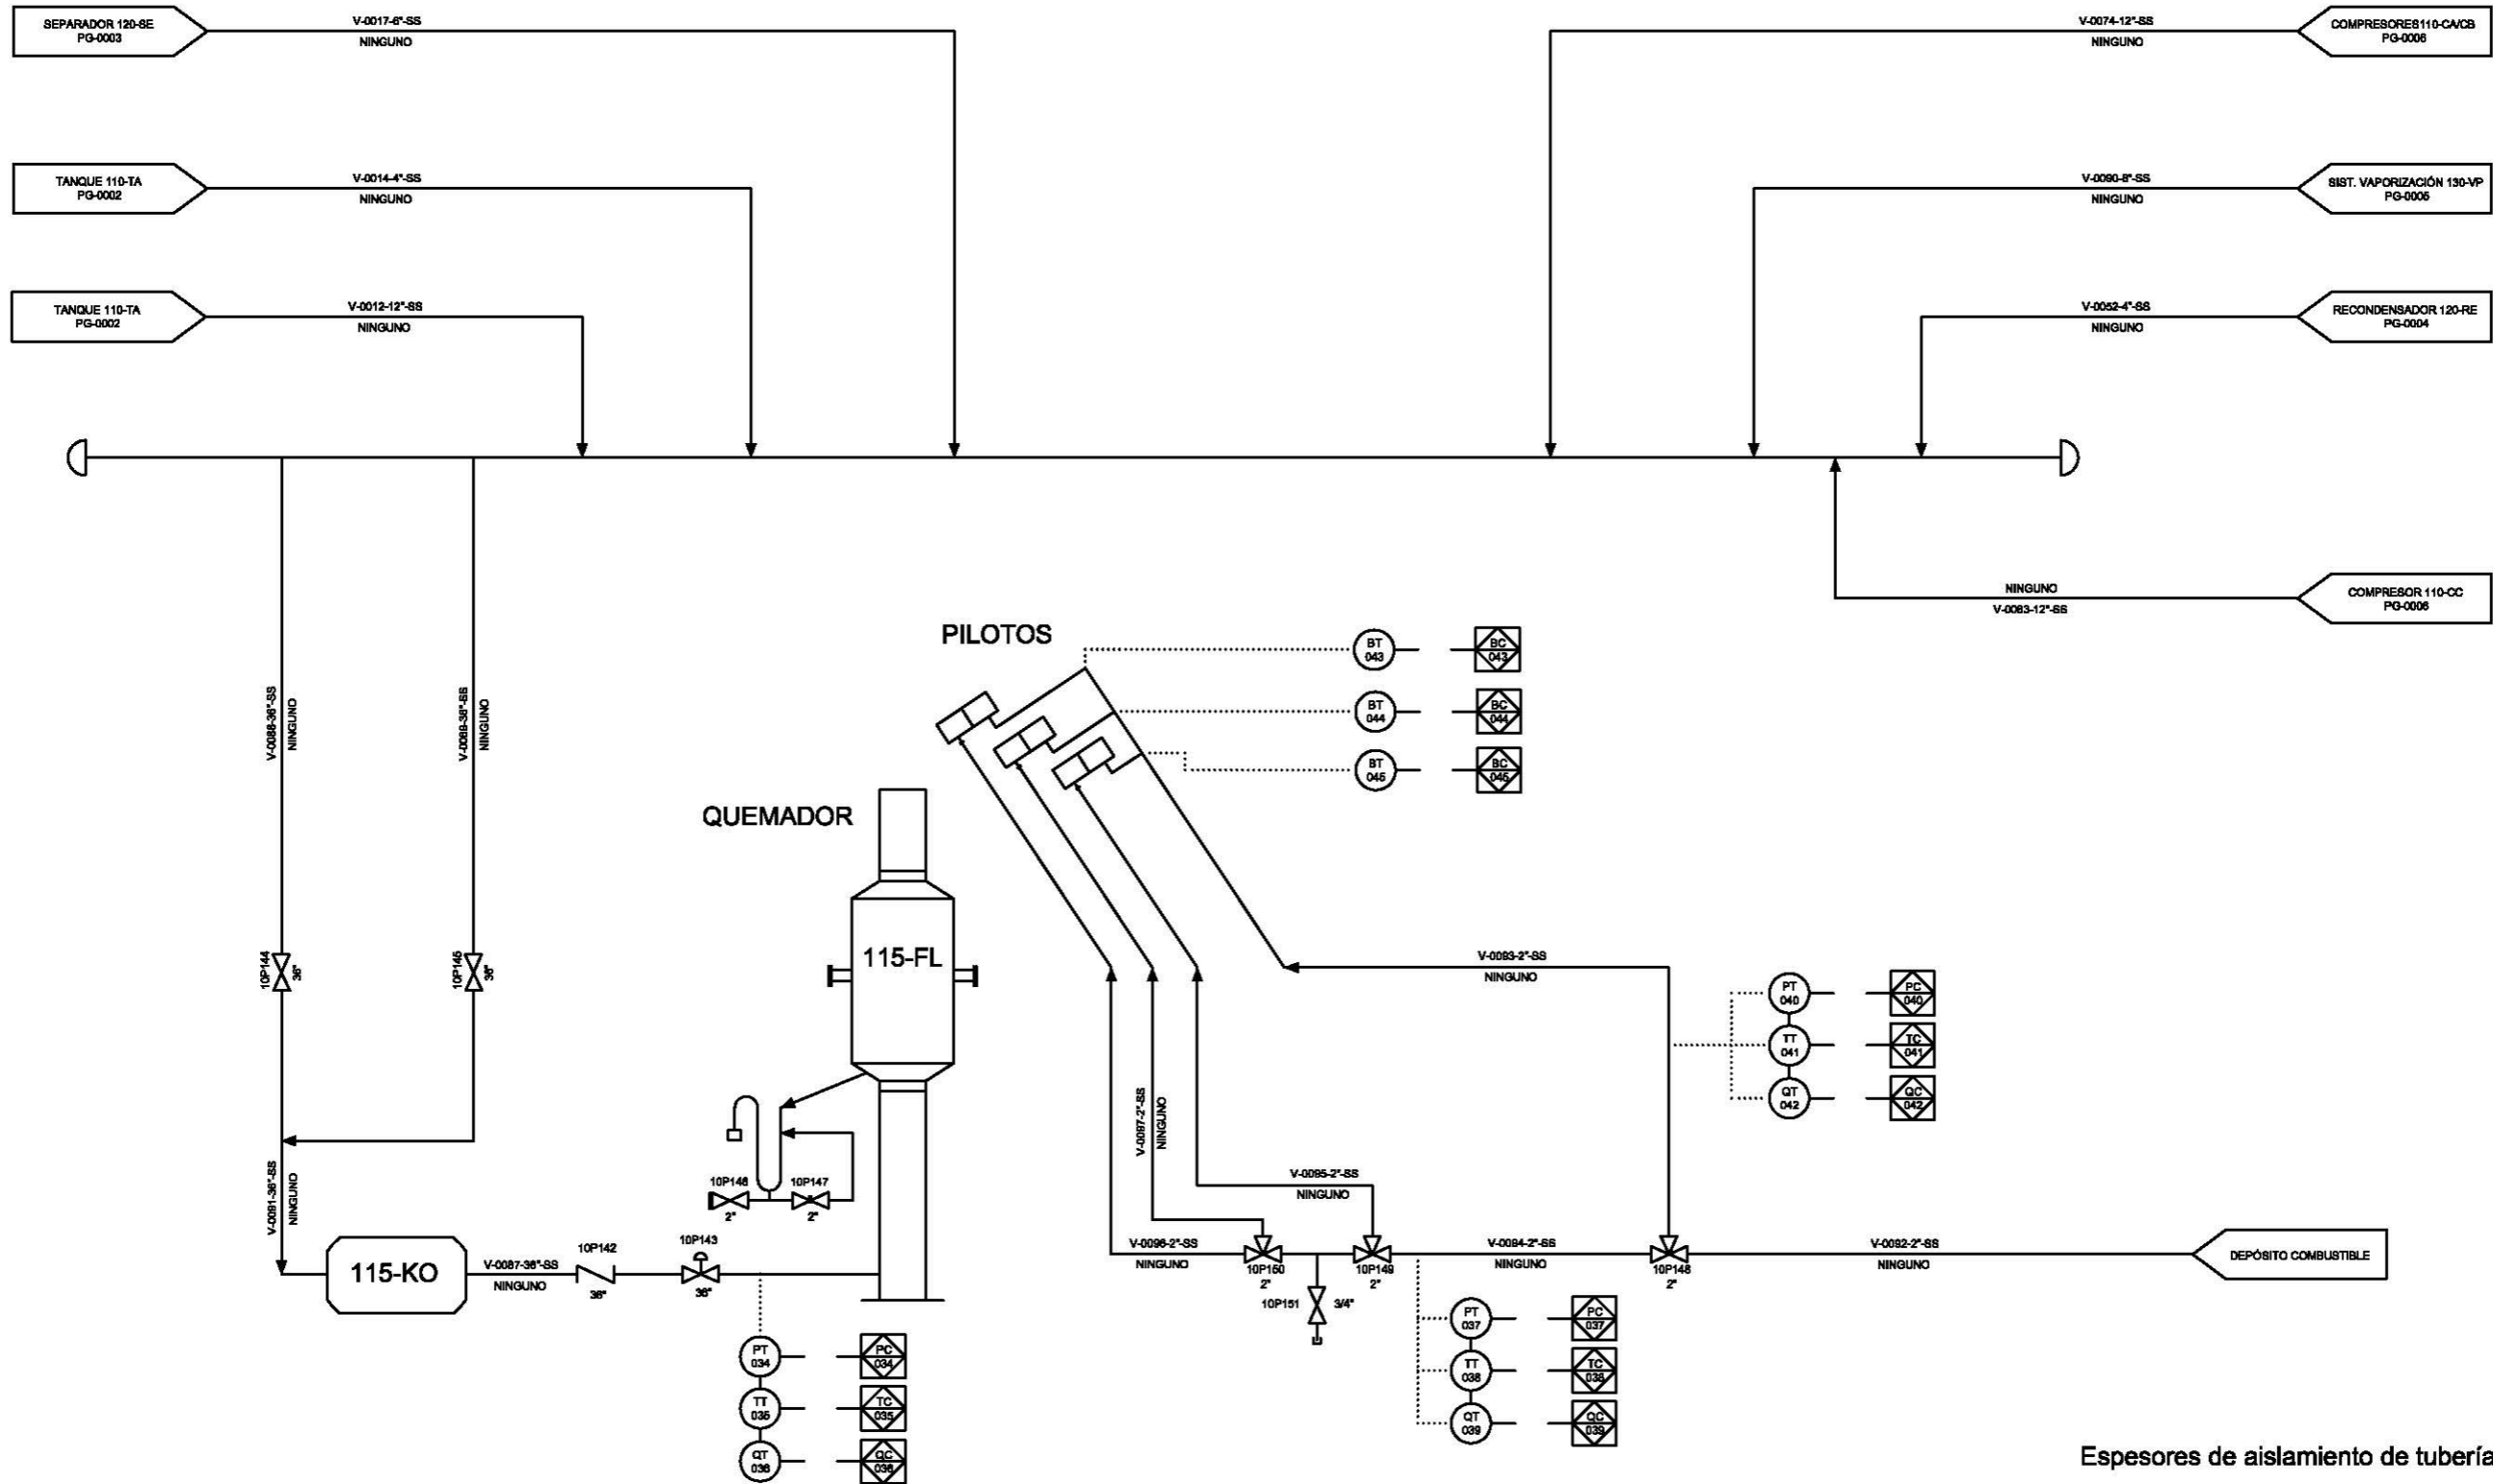 SEPARADOR 120-SE
PG-0003
V-0017-6"-SS
NINGUNO
V-0074-12"-SS
NINGUNO
COMPRESORES110-CA/CB
PG-0006
TANQUE 110-TA
PG-0002
V-0014-4"-SS
NINGUNO
V-0090-8"-SS
NINGUNO
SIST. VAPORIZACIÓN 130-VP
PG-0005
TANQUE 110-TA
PG-0002
V-0012-12"-SS
NINGUNO
V-0052-4"-SS
NINGUNO
RECONDENSADOR 120-RE
PG-0004
NINGUNO
V-0083-12"-SS
COMPRESOR 110-CC
PG-0006
V-0088-36"-SS
NINGUNO
V-0089-36"-SS
NINGUNO
PILOTOS
BT
043
BC
043
BT
044
BC
044
BT
045
BC
045
QUEMADOR
115-FL
10P144
36"
10P145
36"
V-0093-2"-SS
NINGUNO
PT
040
PC
040
TT
041
TC
041
QT
042
QC
042
V-0097-2"-SS
NINGUNO
V-0091-36"-SS
NINGUNO
10P146
2"
10P147
2"
V-0095-2"-SS
NINGUNO
115-KO
V-0087-36"-SS
NINGUNO
10P142
36"
10P143
36"
V-0096-2"-SS
NINGUNO
10P150
2"
10P149
2"
V-0094-2"-SS
NINGUNO
10P148
2"
V-0092-2"-SS
NINGUNO
DEPÓSITO COMBUSTIBLE
10P151
3/4"
PT
034
PC
034
TT
035
TC
035
QT
036
QC
036
PT
037
PC
037
TT
038
TC
038
QT
039
QC
039
Espesores de aislamiento de tubería